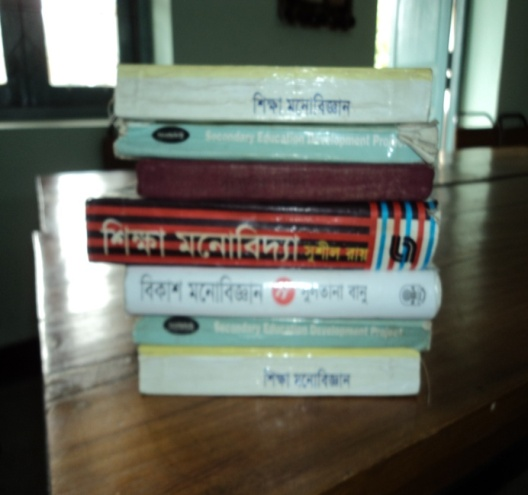 শিক্ষা মনোবিজ্ঞান
Secondary Education Development Project
শিক্ষা মনোবিদ্যা সুশীল রায়
বিকাশ মনোবিজ্ঞান সুলতানা বানু
Secondary Education Development Project
শিক্ষা মনোবিজ্ঞান